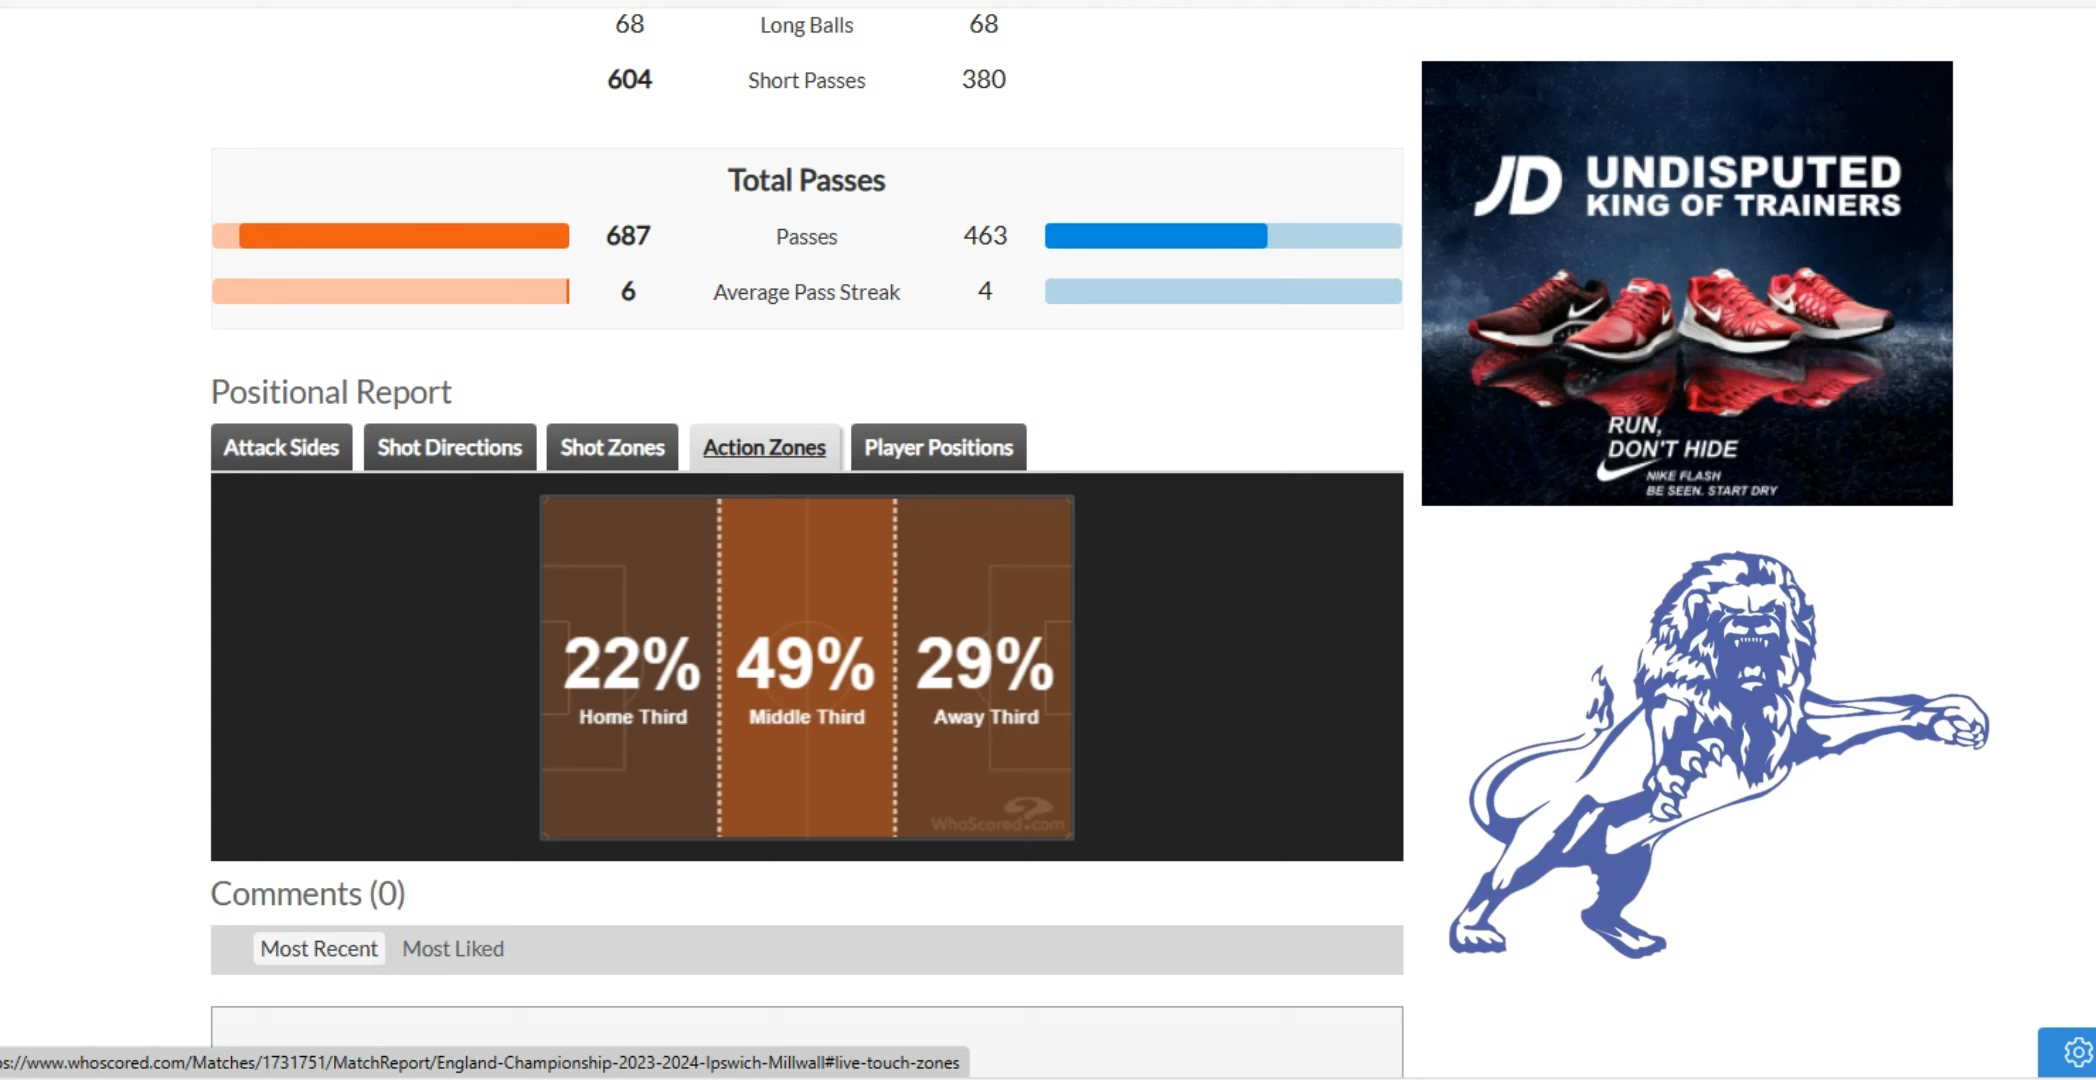 68 Long Balls 68
604 Short Passes 380
Total Passes
687 Passes 463
6 Average Pass Streak 4
Positional Report
Attack Sides Shot Directions Shot Zones Action Zones Player Positions
22% 49% 29%
Home Third Middle Third Away Third
WhoScored.com
Comments (0)
Most Recent Most Liked
s://www.whoscored.com/Matches/1731751/MatchReport/England-Championship-2023-2024-Ipswich-Millwall#live-touch-zones
JD UNDISPUTED
KING OF TRAINERS
RUN,
DON'T HIDE
NIKE FLASH
BE SEEN. START DRY